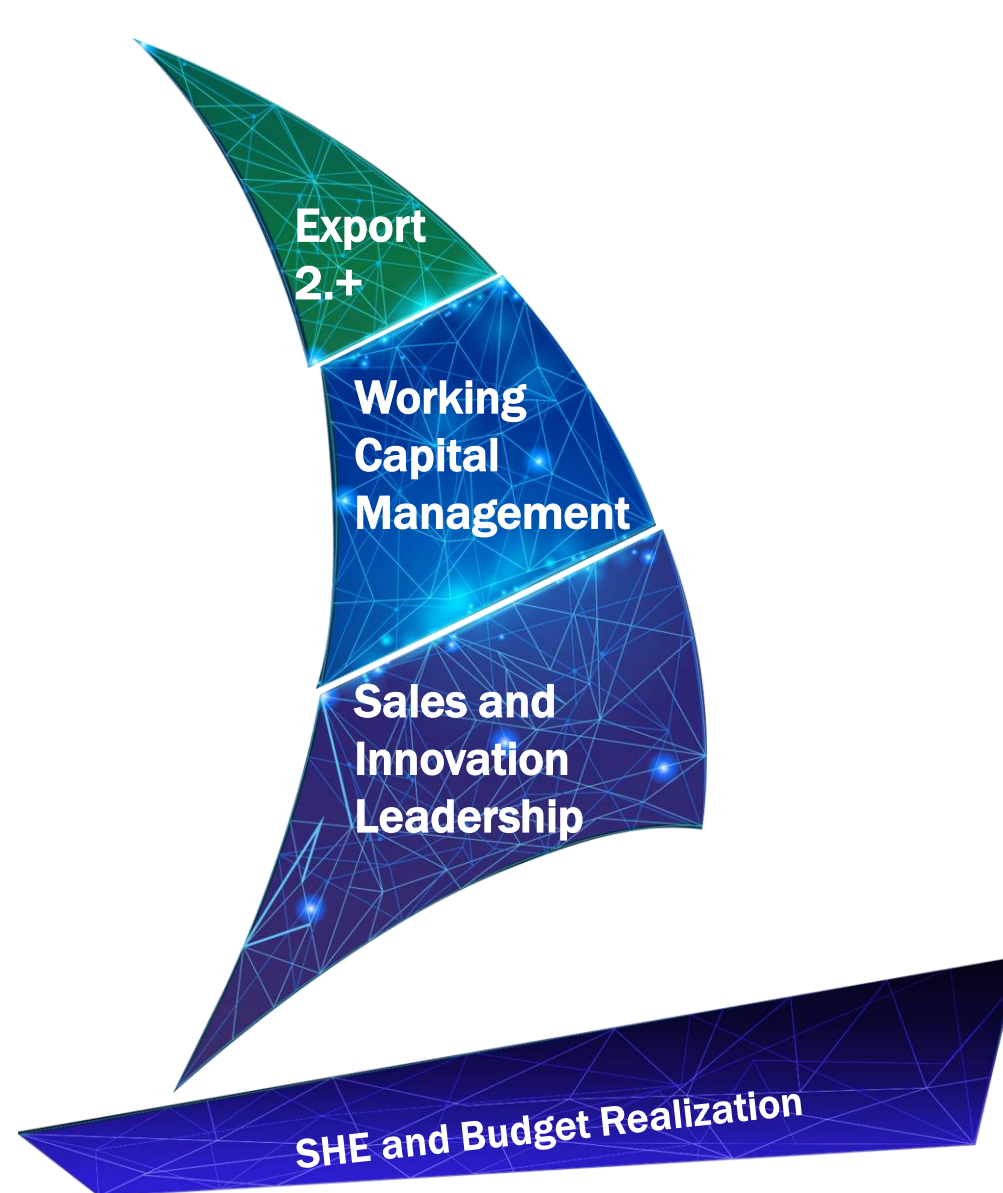 Export
2.+
Working
Capital
Management
Sales and
Innovation
Leadership
SHE and Budget Realization